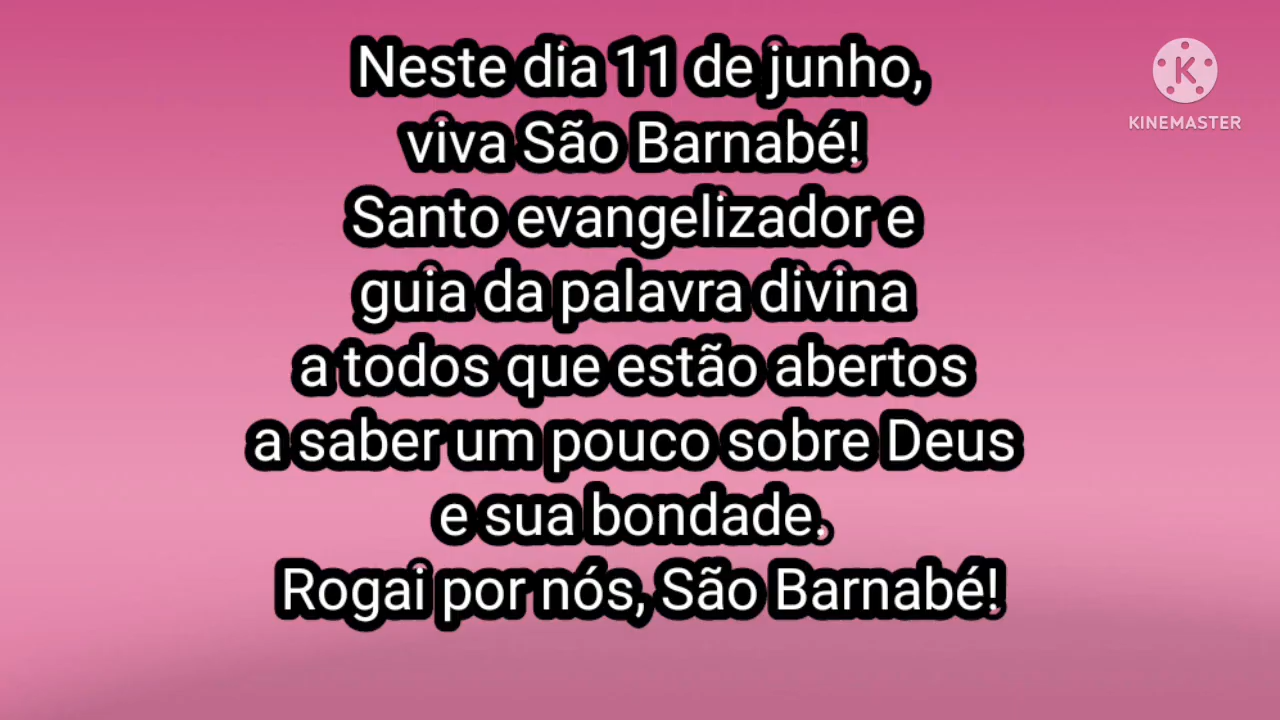 Neste dia 11 de junho,
viva São Barnabé!
Santo evangelizador e
guia da palavra divina
a todos que estão abertos
a saber um pouco sobre Deus
e sua bondade.
Rogai por nós, São Barnabé!
K
KINEMASTER